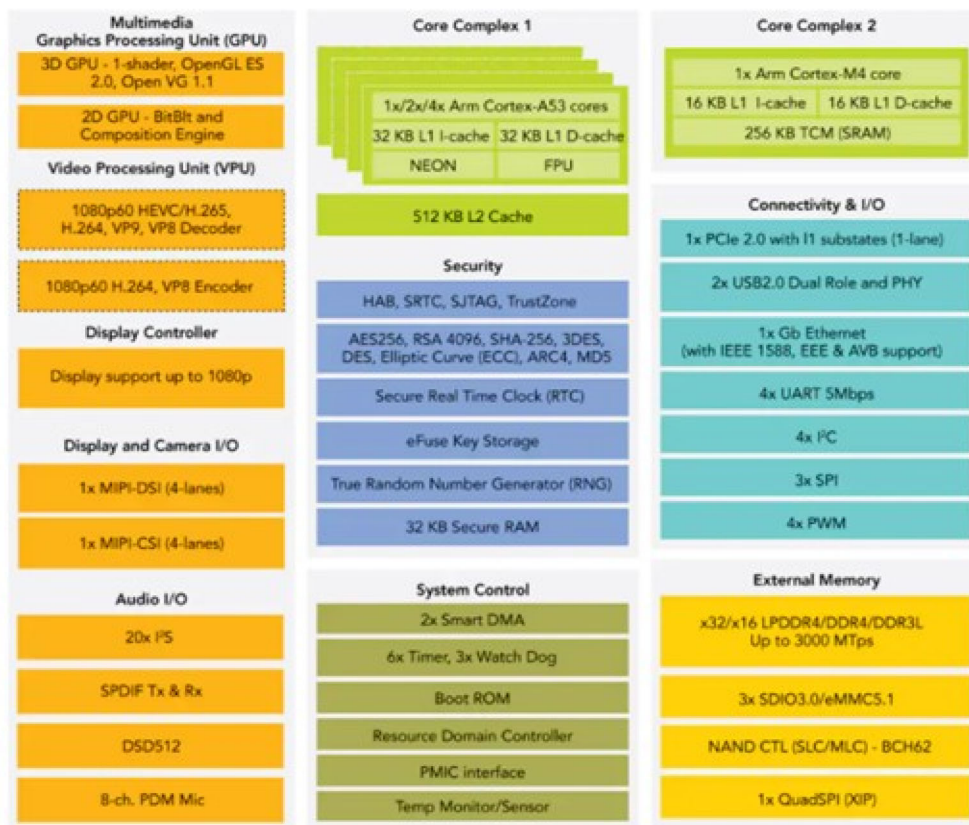 Multimedia
Graphics Processing Unit (GPU)
3D GPU - 1-shader, OpenGL ES
2.0, Open VG 1.1
2D GPU - BitBlt and
Composition Engine
Video Processing Unit (VPU)
1080p60 HEVC/H.265,
H.264, VP9, VP8 Decoder
1080p60 H.264, VP8 Encoder
Display Controller
Display support up to 1080p
Display and Camera I/O
1x MIPI-DSI (4-lanes)
1x MIPI-CSI (4-lanes)
Audio I/O
20x I²S
SPDIF Tx & Rx
DSD512
8-ch. PDM Mic
Core Complex 1
1x/2x/4x Arm Cortex-A53 cores
32 KB L1 I-cache
32 KB L1 D-cache
NEON
FPU
512 KB L2 Cache
Security
HAB, SRTC, SJTAG, TrustZone
AES256, RSA 4096, SHA-256, 3DES,
DES, Elliptic Curve (ECC), ARC4, MD5
Secure Real Time Clock (RTC)
eFuse Key Storage
True Random Number Generator (RNG)
32 KB Secure RAM
System Control
2x Smart DMA
6x Timer, 3x Watch Dog
Boot ROM
Resource Domain Controller
PMIC interface
Temp Monitor/Sensor
Core Complex 2
1x Arm Cortex-M4 core
16 KB L1 I-cache
16 KB L1 D-cache
256 KB TCM (SRAM)
Connectivity & I/O
1x PCIe 2.0 with l1 substates (1-lane)
2x USB2.0 Dual Role and PHY
1x Gb Ethernet
(with IEEE 1588, EEE & AVB support)
4x UART 5Mbps
4x I²C
3x SPI
4x PWM
External Memory
x32/x16 LPDDR4/DDR4/DDR3L
Up to 3000 MTps
3x SDIO3.0/eMMC5.1
NAND CTL (SLC/MLC) - BCH62
1x QuadSPI (XIP)